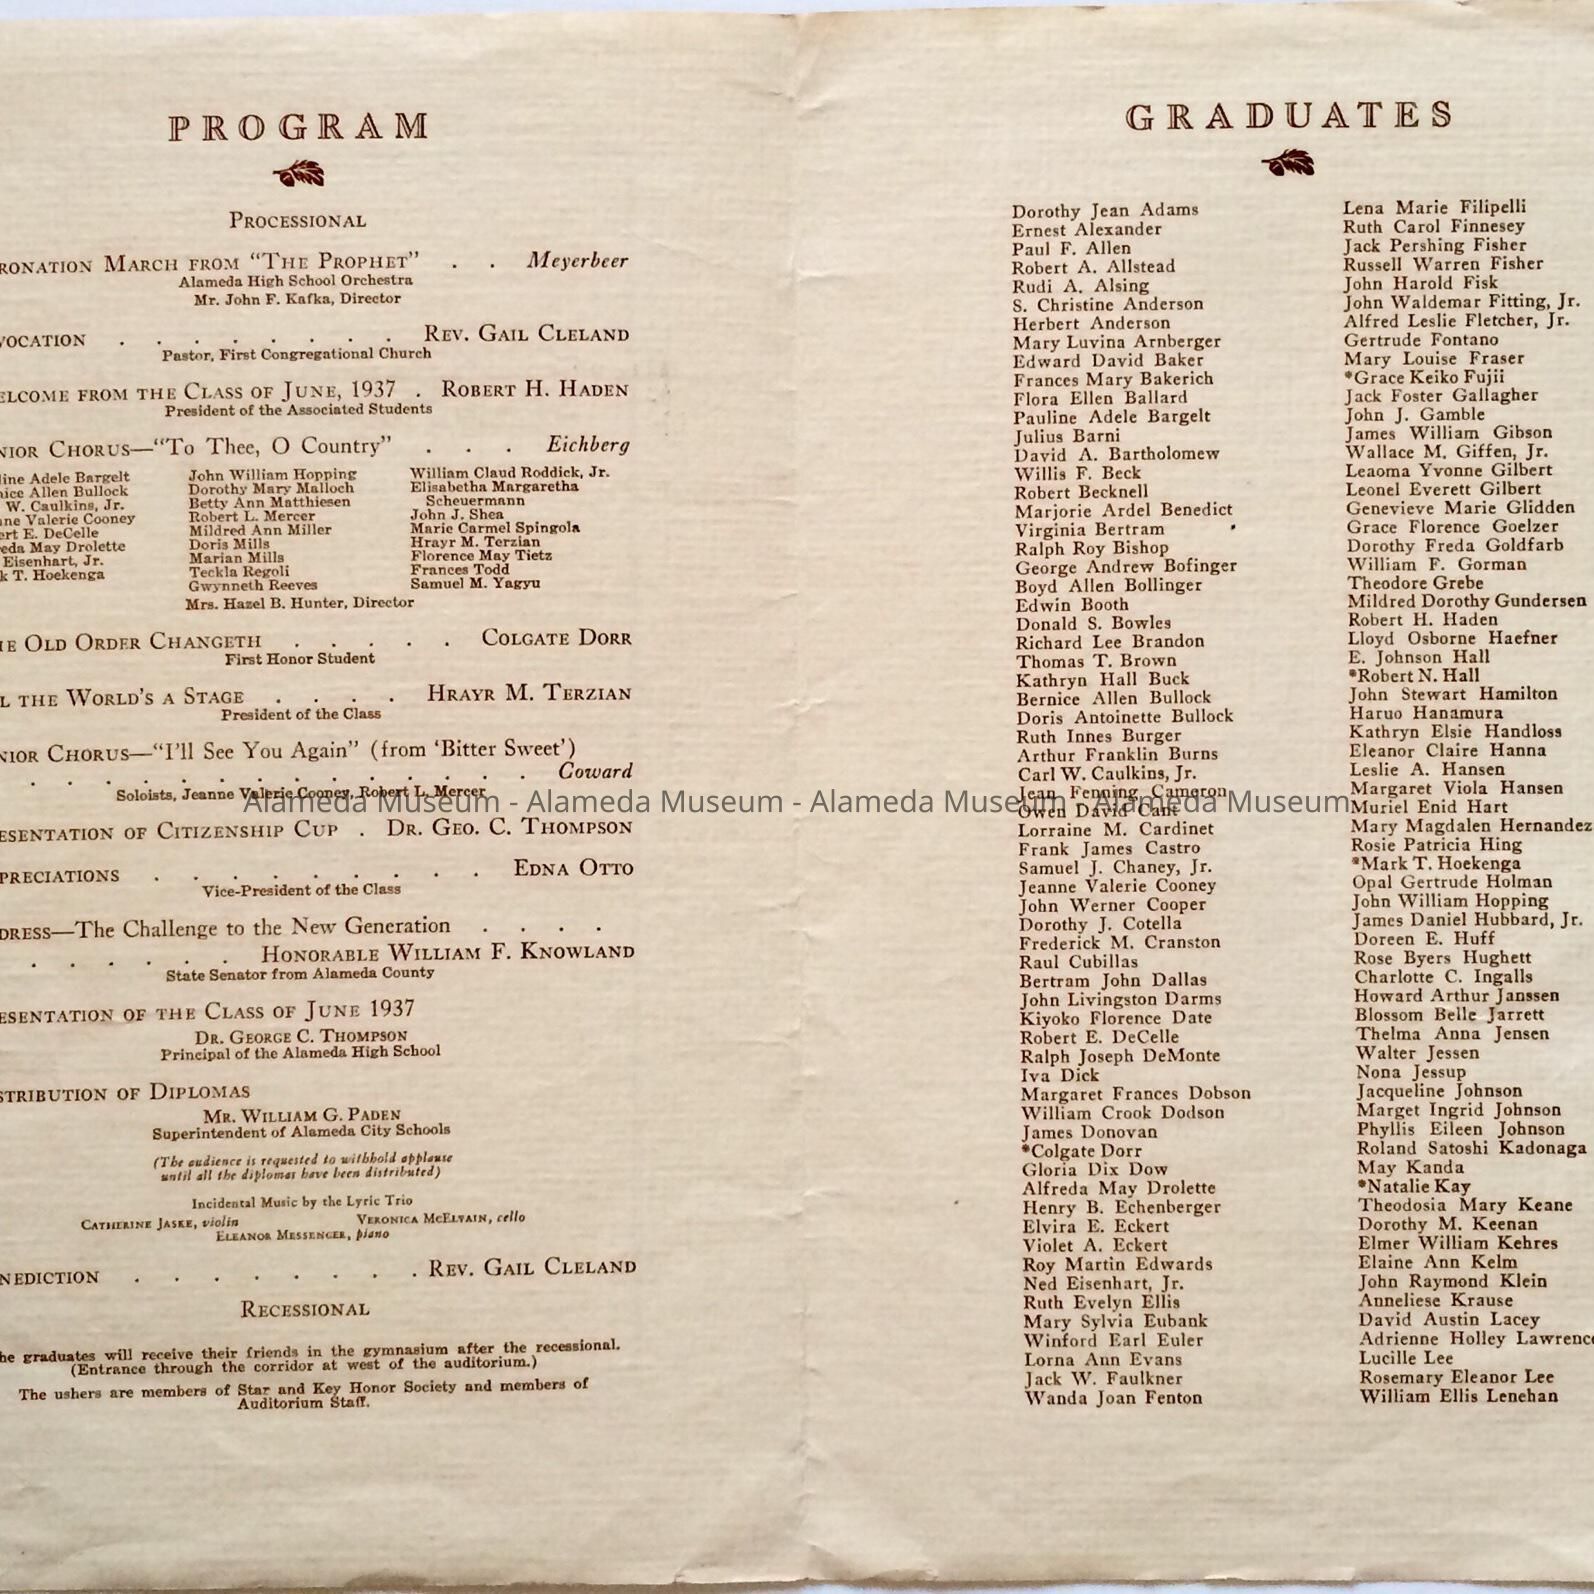 PROGRAM
PROCESSIONAL
RONATION MARCH FROM "THE PROPHET" . . Meyerbeer
Alameda High School Orchestra
Mr. John F. Kafka, Director
VOCATION . . . . . . . . REV. GAIL CLELAND
Pastor, First Congregational Church
ELCOME FROM THE CLASS OF JUNE, 1937 . ROBERT H. HADEN
President of the Associated Students
NIOR CHORUS—"To Thee, O Country" . . . Eichberg
line Adele Bargelt
nice Allen Bullock
W. Caulkins, Jr.
ne Valerie Cooney
ert E. DeCelle
eda May Drolette
Eisenhart, Jr.
k T. Hoekenga
John William Hopping
Dorothy Mary Malloch
Betty Ann Matthiesen
Robert L. Mercer
Mildred Ann Miller
Doris Mills
Marian Mills
Teckla Regoli
Gwynneth Reeves
William Claud Roddick, Jr.
Elisabetha Margaretha
Scheuermann
John J. Shea
Marie Carmel Spingola
Hrayr M. Terzian
Florence May Tietz
Frances Todd
Samuel M. Yagyu
Mrs. Hazel B. Hunter, Director
HE OLD ORDER CHANGETH . . . . . COLGATE DORR
First Honor Student
L THE WORLD'S A STAGE . . . . HRAYR M. TERZIAN
President of the Class
NIOR CHORUS—"I'll See You Again" (from 'Bitter Sweet')
. . . . . . . . . . . . . . Coward
Soloists, Jeanne Valerie Cooney, Robert L. Mercer
ESENTATION OF CITIZENSHIP CUP . DR. GEO. C. THOMPSON
PRECIATIONS . . . . . . . . EDNA OTTO
Vice-President of the Class
DRESS—The Challenge to the New Generation . . . .
. . . . . . HONORABLE WILLIAM F. KNOWLAND
State Senator from Alameda County
ESENTATION OF THE CLASS OF JUNE 1937
DR. GEORGE C. THOMPSON
Principal of the Alameda High School
STRIBUTION OF DIPLOMAS
MR. WILLIAM G. PADEN
Superintendent of Alameda City Schools
(The audience is requested to withhold applause
until all the diplomas have been distributed)
Incidental Music by the Lyric Trio
CATHERINE JASKE, violin VERONICA MCELVAIN, cello
ELEANOR MESSENGER, piano
NEDICTION . . . . . . . . REV. GAIL CLELAND
RECESSIONAL
he graduates will receive their friends in the gymnasium after the recessional.
(Entrance through the corridor at west of the auditorium.)
The ushers are members of Star and Key Honor Society and members of
Auditorium Staff.
GRADUATES
Dorothy Jean Adams
Ernest Alexander
Paul F. Allen
Robert A. Allstead
Rudi A. Alsing
S. Christine Anderson
Herbert Anderson
Mary Luvina Arnberger
Edward David Baker
Frances Mary Bakerich
Flora Ellen Ballard
Pauline Adele Bargelt
Julius Barni
David A. Bartholomew
Willis F. Beck
Robert Becknell
Marjorie Ardel Benedict
Virginia Bertram
Ralph Roy Bishop
George Andrew Bofinger
Boyd Allen Bollinger
Edwin Booth
Donald S. Bowles
Richard Lee Brandon
Thomas T. Brown
Kathryn Hall Buck
Bernice Allen Bullock
Doris Antoinette Bullock
Ruth Innes Burger
Arthur Franklin Burns
Carl W. Caulkins, Jr.
Jean Fenning Cameron
Owen David Cant
Lorraine M. Cardinet
Frank James Castro
Samuel J. Chaney, Jr.
Jeanne Valerie Cooney
John Werner Cooper
Dorothy J. Cotella
Frederick M. Cranston
Raul Cubillas
Bertram John Dallas
John Livingston Darms
Kiyoko Florence Date
Robert E. DeCelle
Ralph Joseph DeMonte
Iva Dick
Margaret Frances Dobson
William Crook Dodson
James Donovan
*Colgate Dorr
Gloria Dix Dow
Alfreda May Drolette
Henry B. Echenberger
Elvira E. Eckert
Violet A. Eckert
Roy Martin Edwards
Ned Eisenhart, Jr.
Ruth Evelyn Ellis
Mary Sylvia Eubank
Winford Earl Euler
Lorna Ann Evans
Jack W. Faulkner
Wanda Joan Fenton
Lena Marie Filipelli
Ruth Carol Finnesey
Jack Pershing Fisher
Russell Warren Fisher
John Harold Fisk
John Waldemar Fitting, Jr.
Alfred Leslie Fletcher, Jr.
Gertrude Fontano
Mary Louise Fraser
*Grace Keiko Fujii
Jack Foster Gallagher
John J. Gamble
James William Gibson
Wallace M. Giffen, Jr.
Leaoma Yvonne Gilbert
Leonel Everett Gilbert
Genevieve Marie Glidden
Grace Florence Goelzer
Dorothy Freda Goldfarb
William F. Gorman
Theodore Grebe
Mildred Dorothy Gundersen
Robert H. Haden
Lloyd Osborne Haefner
E. Johnson Hall
*Robert N. Hall
John Stewart Hamilton
Haruo Hanamura
Kathryn Elsie Handloss
Eleanor Claire Hanna
Leslie A. Hansen
Margaret Viola Hansen
Muriel Enid Hart
Mary Magdalen Hernandez
Rosie Patricia Hing
*Mark T. Hoekenga
Opal Gertrude Holman
John William Hopping
James Daniel Hubbard, Jr.
Doreen E. Huff
Rose Byers Hughett
Charlotte C. Ingalls
Howard Arthur Janssen
Blossom Belle Jarrett
Thelma Anna Jensen
Walter Jessen
Nona Jessup
Jacqueline Johnson
Marget Ingrid Johnson
Phyllis Eileen Johnson
Roland Satoshi Kadonaga
May Kanda
*Natalie Kay
Theodosia Mary Keane
Dorothy M. Keenan
Elmer William Kehres
Elaine Ann Kelm
John Raymond Klein
Anneliese Krause
David Austin Lacey
Adrienne Holley Lawrence
Lucille Lee
Rosemary Eleanor Lee
William Ellis Lenehan
Alameda Museum - Alameda Museum - Alameda Museum - Alameda Museum